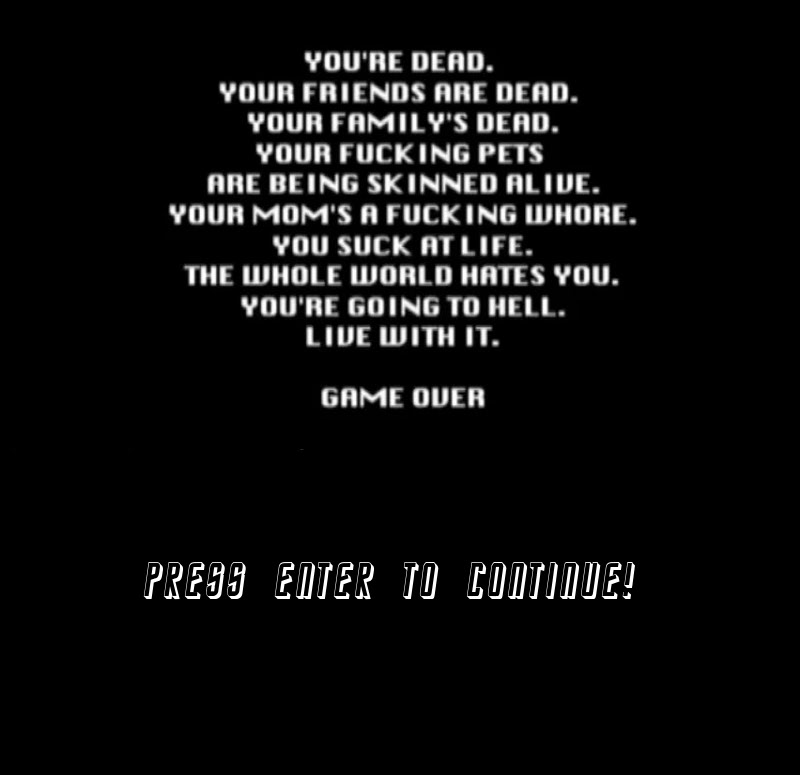 YOU'RE DEAD.
YOUR FRIENDS ARE DEAD.
YOUR FAMILY'S DEAD.
YOUR FUCKING PETS
ARE BEING SKINNED ALIVE.
YOUR MOM'S A FUCKING WHORE.
YOU SUCK AT LIFE.
THE WHOLE WORLD HATES YOU.
YOU'RE GOING TO HELL.
LIVE WITH IT.
GAME OVER
PRESS ENTER TO CONTINUE!